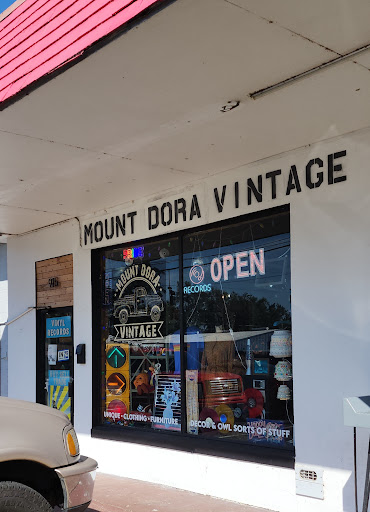 MOUNT DORA VINTAGE
OPEN
RECORDS
MOUNT DORA
VINTAGE
VINYL
RECORDS
UNIQUE • CLOTHING • FURNITURE
DECOR & OWL SORTS OF STUFF